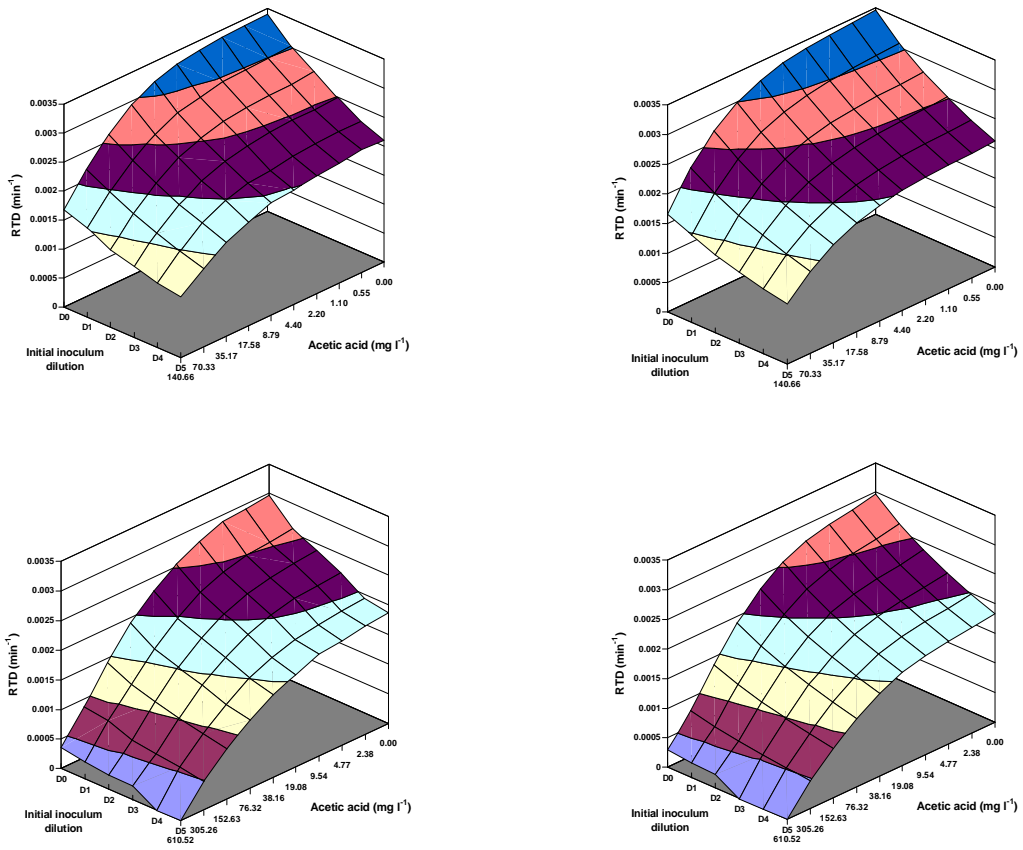 0.0035
0.003
0.0025
0.002
0.0015
0.001
0.0005
0
RTD (min-1)
D0
D1
D2
D3
D4
D5
Initial inoculum
dilution
140.66
70.33
35.17
17.58
8.79
4.40
2.20
1.10
0.55
0.00
Acetic acid (mg l-1)
0.0035
0.003
0.0025
0.002
0.0015
0.001
0.0005
0
RTD (min-1)
D0
D1
D2
D3
D4
D5
Initial inoculum
dilution
140.66
70.33
35.17
17.58
8.79
4.40
2.20
1.10
0.55
0.00
Acetic acid (mg l-1)
0.0035
0.003
0.0025
0.002
0.0015
0.001
0.0005
0
RTD (min-1)
D0
D1
D2
D3
D4
D5
Initial inoculum
dilution
610.52
305.26
152.63
76.32
38.16
19.08
9.54
4.77
2.38
0.00
Acetic acid (mg l-1)
0.0035
0.003
0.0025
0.002
0.0015
0.001
0.0005
0
RTD (min-1)
D0
D1
D2
D3
D4
D5
Initial inoculum
dilution
610.52
305.26
152.63
76.32
38.16
19.08
9.54
4.77
2.38
0.00
Acetic acid (mg l-1)